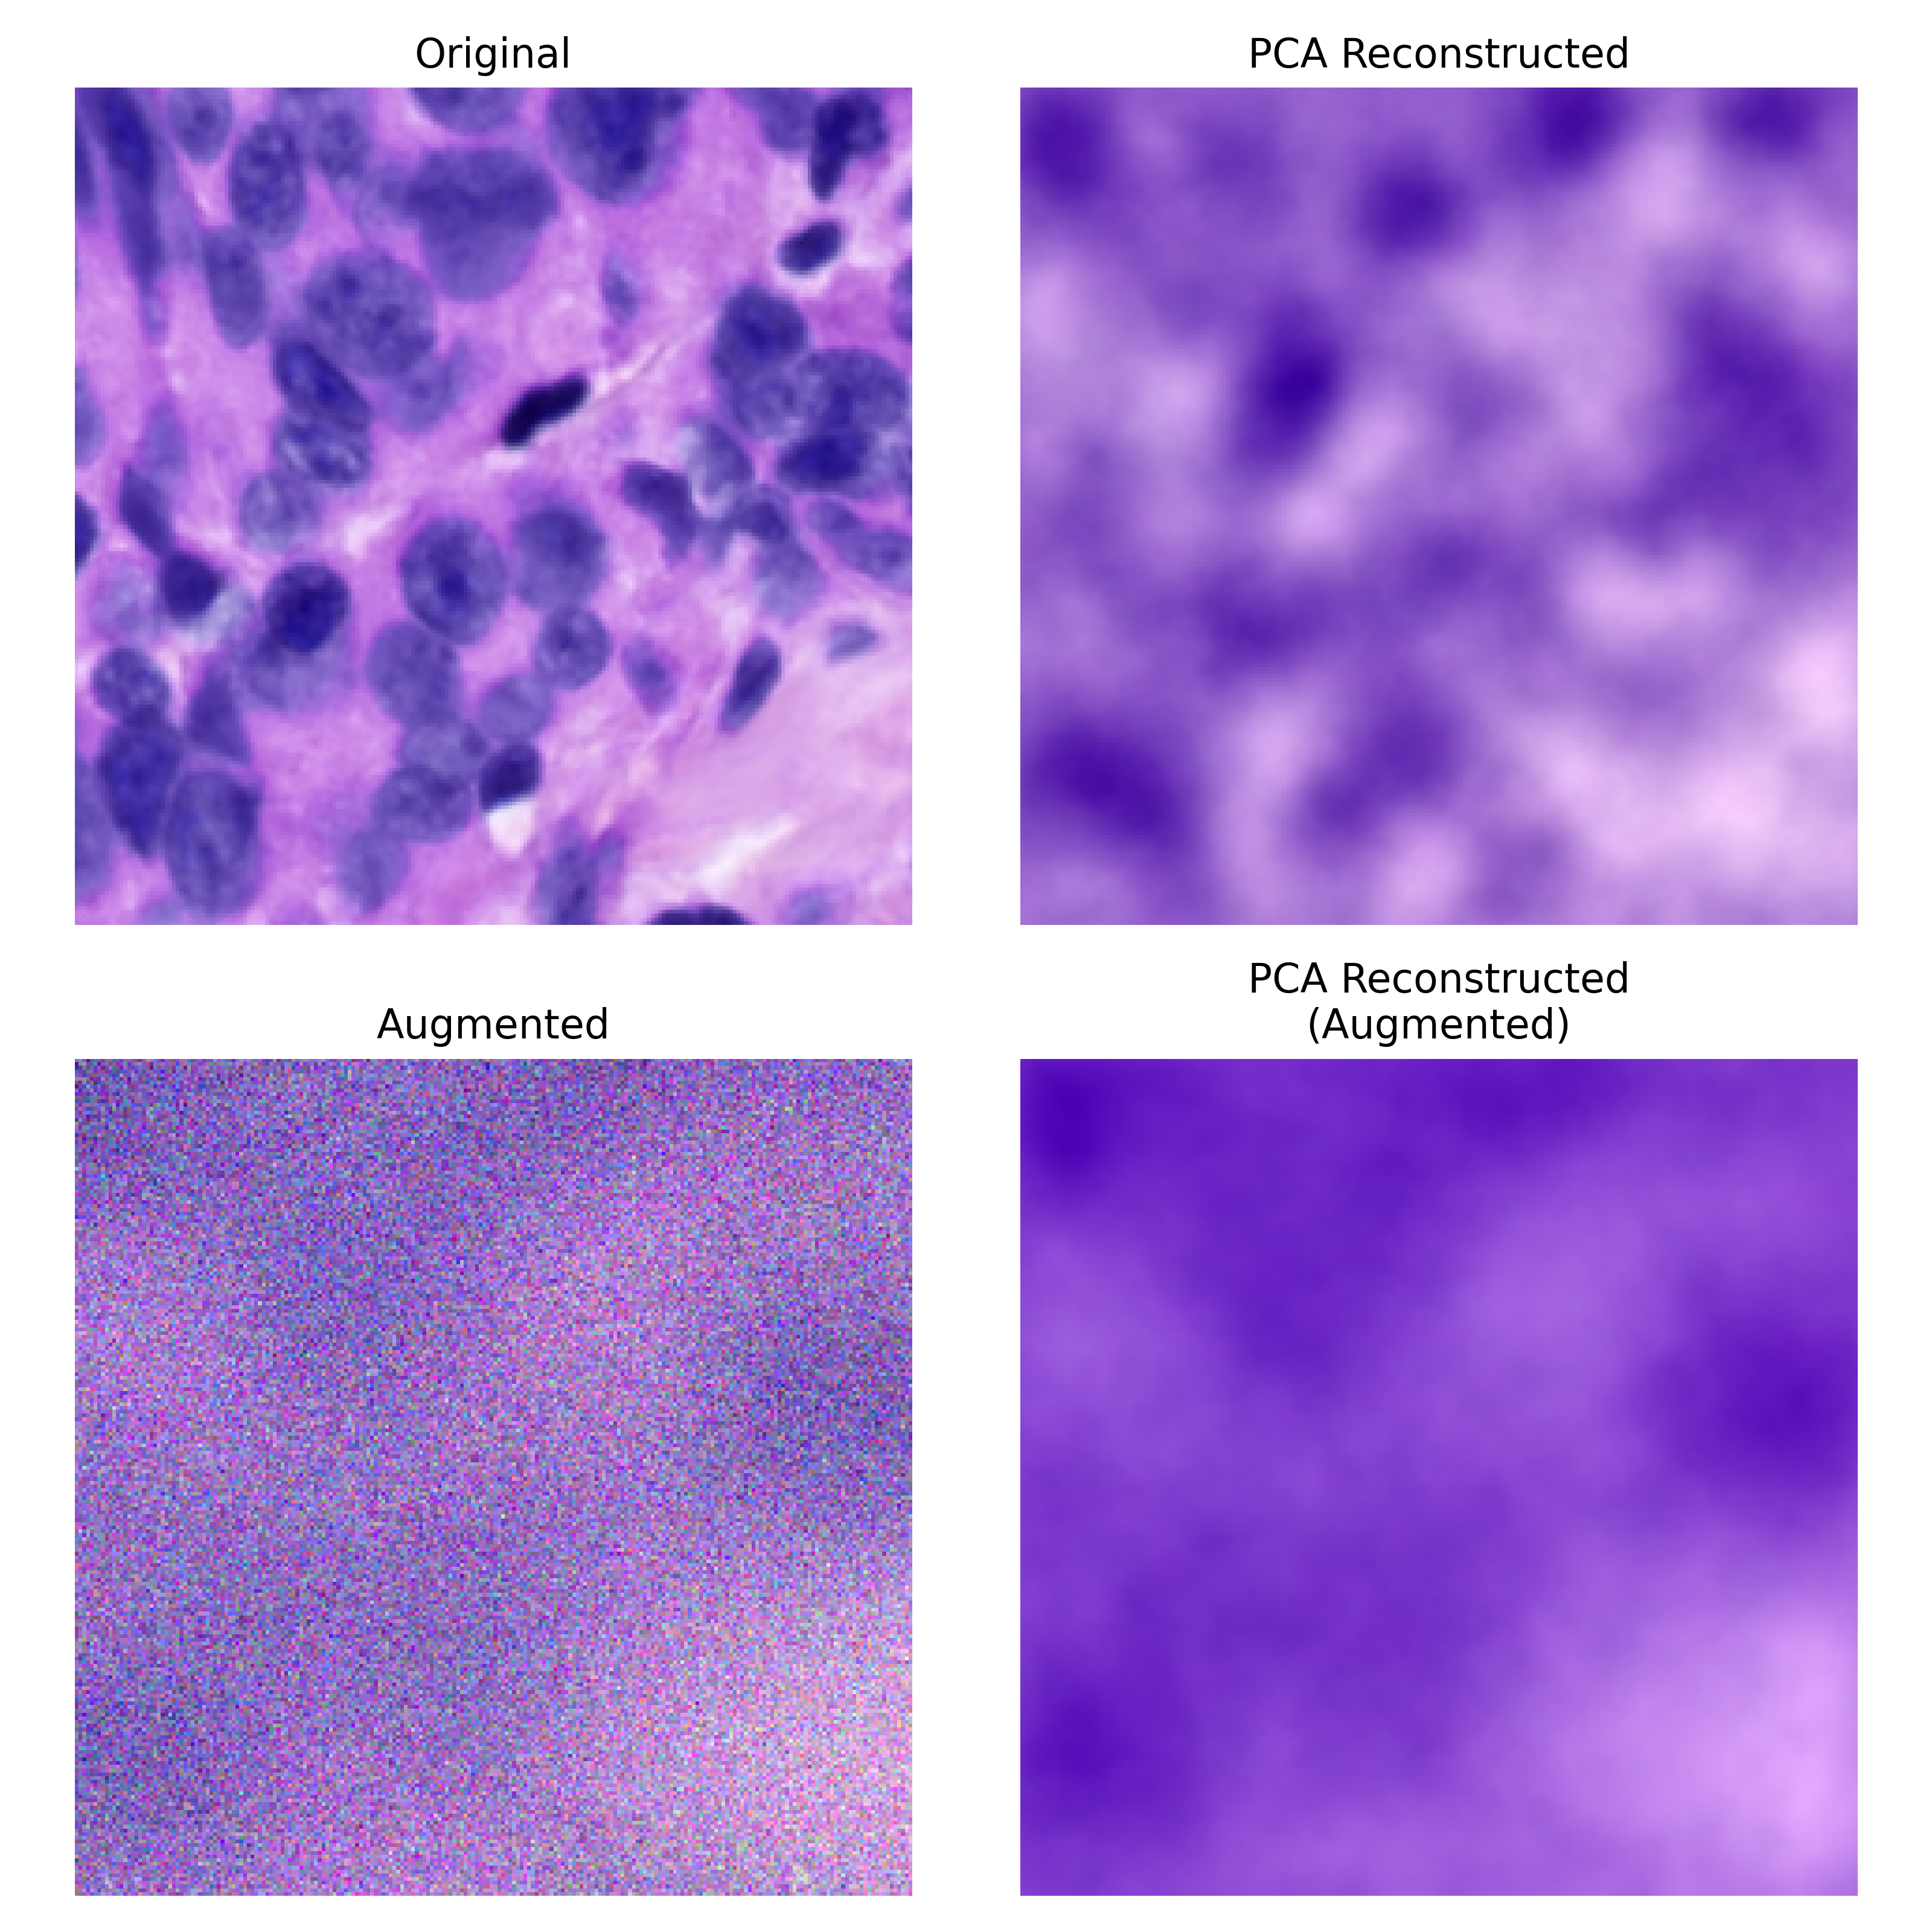 Original
PCA Reconstructed
Augmented
PCA Reconstructed
(Augmented)